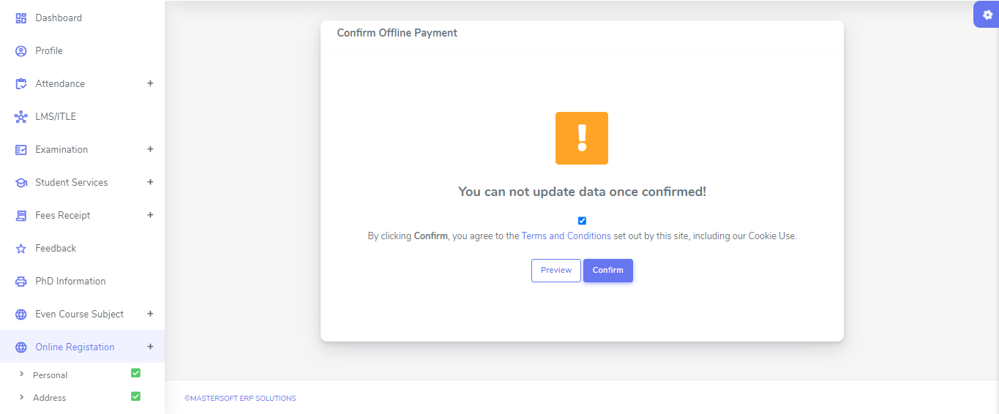 Dashboard
Profile
Attendance +
LMS/ITLE
Examination +
Student Services +
Fees Receipt +
Feedback
PhD Information
Even Course Subject +
Online Registation +
Personal
Address
Confirm Offline Payment
!
You can not update data once confirmed!
By clicking Confirm, you agree to the Terms and Conditions set out by this site, including our Cookie Use.
Preview Confirm
©MASTERSOFT ERP SOLUTIONS